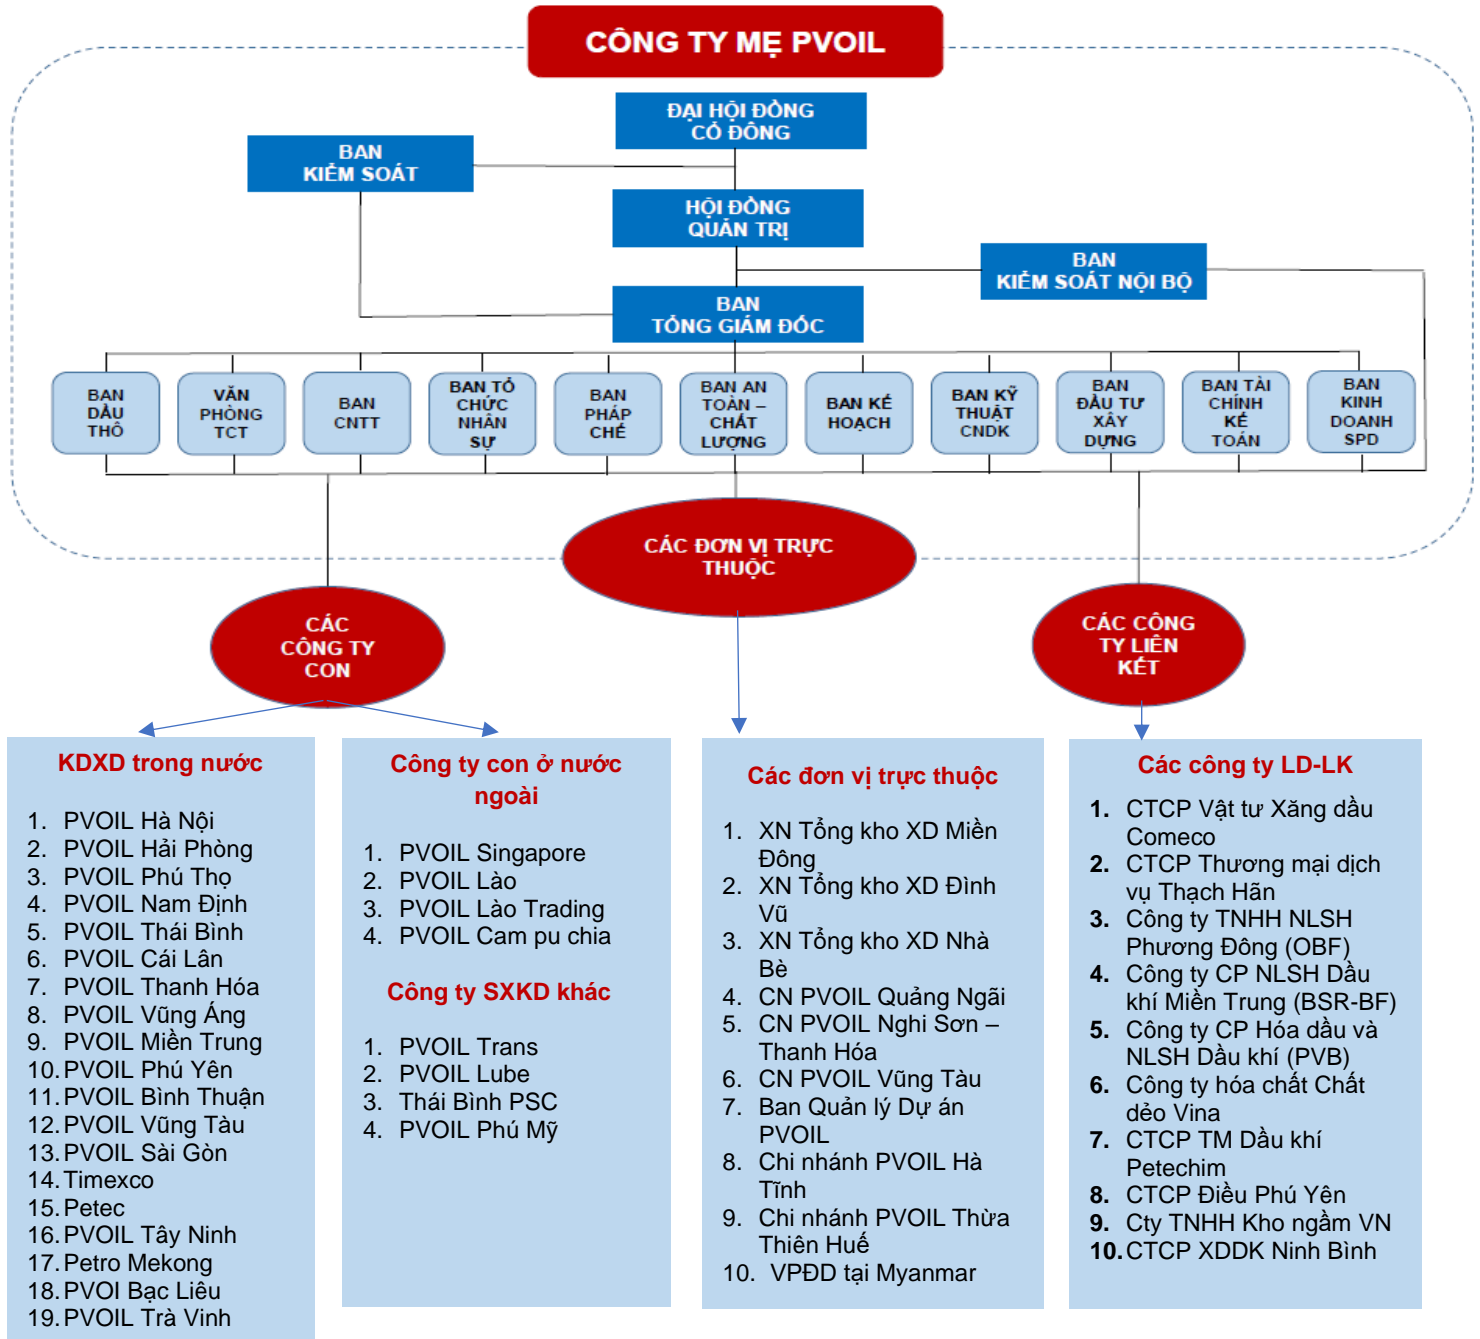 CÔNG TY MẸ PVOIL
ĐẠI HỘI ĐỒNG
CỔ ĐÔNG
BAN
KIỂM SOÁT
HỘI ĐỒNG
QUẢN TRỊ
BAN
KIỂM SOÁT NỘI BỘ
BAN
TỔNG GIÁM ĐỐC
BAN
DẦU
THÔ
VĂN
PHÒNG
TCT
BAN
CNTT
BAN TỔ
CHỨC
NHÂN
SỰ
BAN
PHÁP
CHẾ
BAN AN
TOÀN –
CHẤT
LƯỢNG
BAN KẾ
HOẠCH
BAN KỸ
THUẬT
CNDK
BAN
ĐẦU TƯ
XÂY
DỰNG
BAN TÀI
CHÍNH
KẾ
TOÁN
BAN
KINH
DOANH
SPD
CÁC ĐƠN VỊ TRỰC
THUỘC
CÁC
CÔNG TY
CON
CÁC CÔNG
TY LIÊN
KẾT
KDXD trong nước
1. PVOIL Hà Nội
2. PVOIL Hải Phòng
3. PVOIL Phú Thọ
4. PVOIL Nam Định
5. PVOIL Thái Bình
6. PVOIL Cái Lân
7. PVOIL Thanh Hóa
8. PVOIL Vũng Áng
9. PVOIL Miền Trung
10. PVOIL Phú Yên
11. PVOIL Bình Thuận
12. PVOIL Vũng Tàu
13. PVOIL Sài Gòn
14. Timexco
15. Petec
16. PVOIL Tây Ninh
17. Petro Mekong
18. PVOI Bạc Liêu
19. PVOIL Trà Vinh
Công ty con ở nước
ngoài
1. PVOIL Singapore
2. PVOIL Lào
3. PVOIL Lào Trading
4. PVOIL Cam pu chia
Công ty SXKD khác
1. PVOIL Trans
2. PVOIL Lube
3. Thái Bình PSC
4. PVOIL Phú Mỹ
Các đơn vị trực thuộc
1. XN Tổng kho XD Miền
Đông
2. XN Tổng kho XD Đình
Vũ
3. XN Tổng kho XD Nhà
Bè
4. CN PVOIL Quảng Ngãi
5. CN PVOIL Nghi Sơn –
Thanh Hóa
6. CN PVOIL Vũng Tàu
7. Ban Quản lý Dự án
PVOIL
8. Chi nhánh PVOIL Hà
Tĩnh
9. Chi nhánh PVOIL Thừa
Thiên Huế
10. VPĐD tại Myanmar
Các công ty LD-LK
1. CTCP Vật tư Xăng dầu
Comeco
2. CTCP Thương mại dịch
vụ Thạch Hãn
3. Công ty TNHH NLSH
Phương Đông (OBF)
4. Công ty CP NLSH Dầu
khí Miền Trung (BSR-BF)
5. Công ty CP Hóa dầu và
NLSH Dầu khí (PVB)
6. Công ty hóa chất Chất
dẻo Vina
7. CTCP TM Dầu khí
Petechim
8. CTCP Điều Phú Yên
9. Cty TNHH Kho ngầm VN
10. CTCP XDDK Ninh Bình